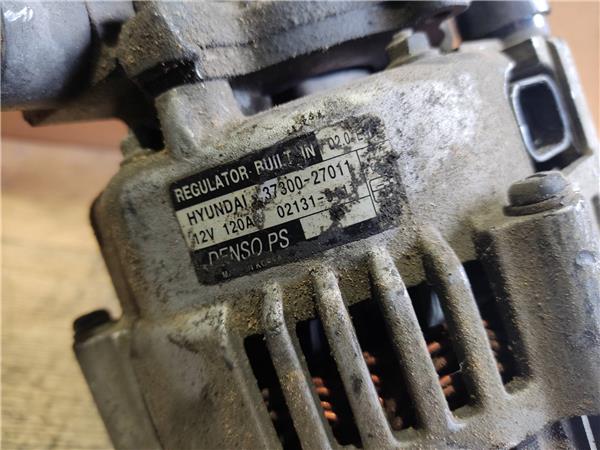 REGULATOR BUILT IN
HYUNDAI 37300-27011
12V 120A 02131-
DENSO PS